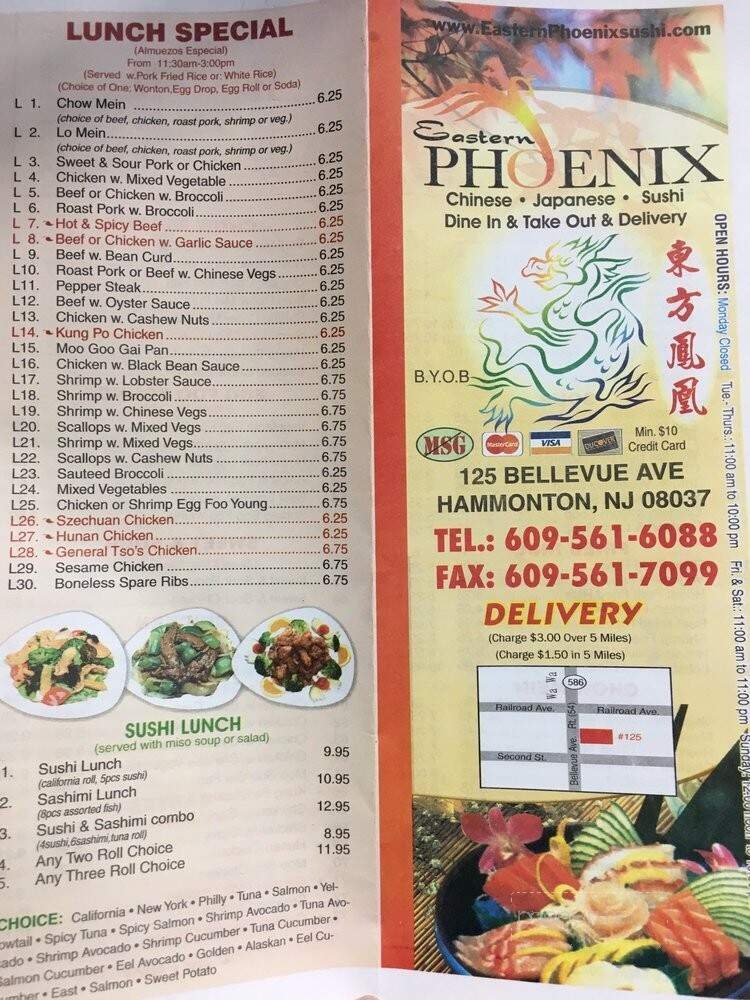 LUNCH SPECIAL
(Almuezos Especial)
From 11:30am-3:00pm
(Served w.Pork Fried Rice or: White Rice)
(Choice of One: Wonton,Egg Drop, Egg Roll or Soda)
L 1. Chow Mein 6.25
(choice of beef, chicken, roast pork, shrimp or veg.)
L 2. Lo Mein 6.25
(choice of beef, chicken, roast pork, shrimp or veg.)
L 3. Sweet & Sour Pork or Chicken 6.25
L 4. Chicken w. Mixed Vegetable 6.25
L 5. Beef or Chicken w. Broccoli 6.25
L 6. Roast Pork w. Broccoli 6.25
L 7. Hot & Spicy Beef 6.25
L 8. Beef or Chicken w. Garlic Sauce 6.25
L 9. Beef w. Bean Curd 6.25
L10. Roast Pork or Beef w. Chinese Vegs 6.25
L11. Pepper Steak 6.25
L12. Beef w. Oyster Sauce 6.25
L13. Chicken w. Cashew Nuts 6.25
L14. Kung Po Chicken 6.25
L15. Moo Goo Gai Pan 6.25
L16. Chicken w. Black Bean Sauce 6.25
L17. Shrimp w. Lobster Sauce 6.75
L18. Shrimp w. Broccoli 6.75
L19. Shrimp w. Chinese Vegs 6.75
L20. Scallops w. Mixed Vegs 6.75
L21. Shrimp w. Mixed Vegs 6.75
L22. Scallops w. Cashew Nuts 6.75
L23. Sauteed Broccoli 6.25
L24. Mixed Vegetables 6.25
L25. Chicken or Shrimp Egg Foo Young 6.75
L26. Szechuan Chicken 6.25
L27. Hunan Chicken 6.25
L28. General Tso's Chicken 6.75
L29. Sesame Chicken 6.75
L30. Boneless Spare Ribs 6.75
SUSHI LUNCH
(served with miso soup or salad)
1. Sushi Lunch 9.95
(california roll, 5pcs sushi)
2. Sashimi Lunch 10.95
(8pcs assorted fish)
3. Sushi & Sashimi combo 12.95
(4sushi,6sashimi,tuna roll)
4. Any Two Roll Choice 8.95
5. Any Three Roll Choice 11.95
CHOICE: California • New York • Philly • Tuna • Salmon • Yel-
owtail • Spicy Tuna • Spicy Salmon • Shrimp Avocado • Tuna Avo-
cado • Shrimp Avocado • Shrimp Cucumber • Tuna Cucumber •
Salmon Cucumber • Eel Avocado • Golden • Alaskan • Eel Cu-
mber • East • Salmon • Sweet Potato
www.EasternPhoenixsushi.com
Eastern
PHOENIX
Chinese • Japanese • Sushi
Dine In & Take Out & Delivery
東方鳳凰
B.Y.O.B
MSG MasterCard VISA DISCOVER
Min. $10
Credit Card
125 BELLEVUE AVE
HAMMONTON, NJ 08037
TEL.: 609-561-6088
FAX: 609-561-7099
DELIVERY
(Charge $3.00 Over 5 Miles)
(Charge $1.50 in 5 Miles)
Wa Wa
586
Railroad Ave.
Railroad Ave.
Bellevue Ave. Rt. (54)
#125
Second St.
OPEN HOURS: Monday Closed Tue.- Thurs.: 11:00 am to 10:00 pm Fri. & Sat.: 11:00 am to 11:00 pm Sunday: